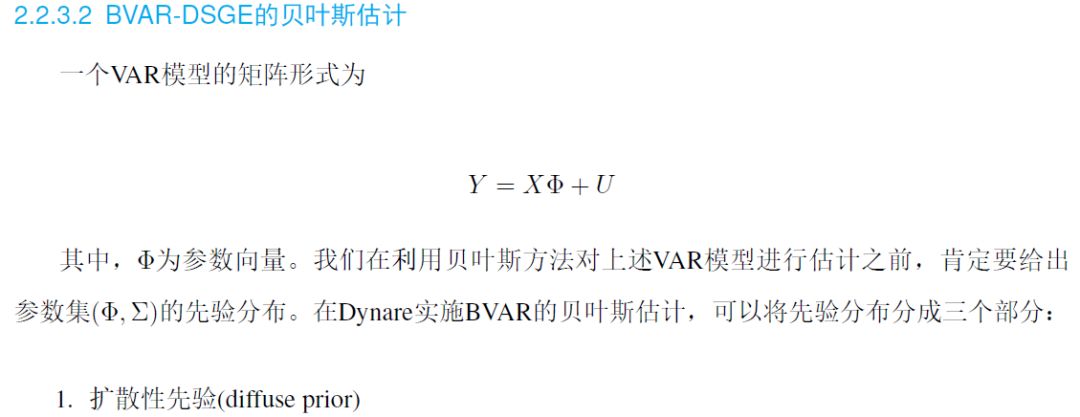 2.2.3.2 BVAR-DSGE的贝叶斯估计
一个VAR模型的矩阵形式为
Y = XΦ + U
其中，Φ为参数向量。我们在利用贝叶斯方法对上述VAR模型进行估计之前，肯定要给出
参数集(Φ, Σ)的先验分布。在Dynare实施BVAR的贝叶斯估计，可以将先验分布分成三个部分：
1. 扩散性先验(diffuse prior)